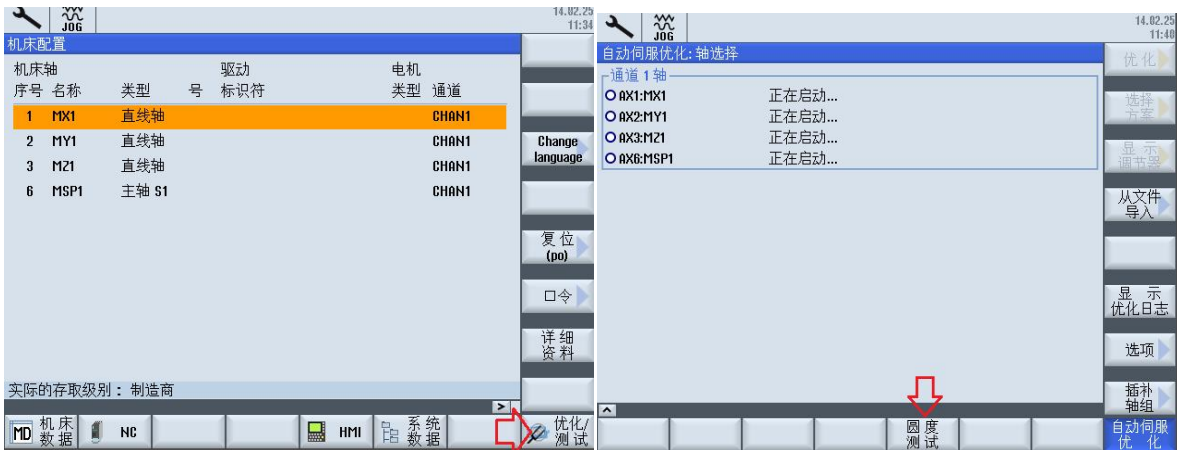 JOG
14.02.25
11:34
机床配置
机床轴 驱动 电机
序号 名称 类型 号 标识符 类型 通道
1 MX1 直线轴 CHAN1
2 MY1 直线轴 CHAN1
3 MZ1 直线轴 CHAN1
6 MSP1 主轴 S1 CHAN1
Change
language
复位
(po)
口令
详细
资料
实际的存取级别： 制造商
MD 机床
数据
NC
HMI
系统
数据
优化/
测试
JOG
14.02.25
11:40
自动伺服优化: 轴选择
通道 1 轴
AX1:MX1 正在启动...
AX2:MY1 正在启动...
AX3:MZ1 正在启动...
AX6:MSP1 正在启动...
优化
选择
方案
显示
调节器
从文件
导入
显示
优化日志
选项
插补
轴组
圆度
测试
自动伺服
优化